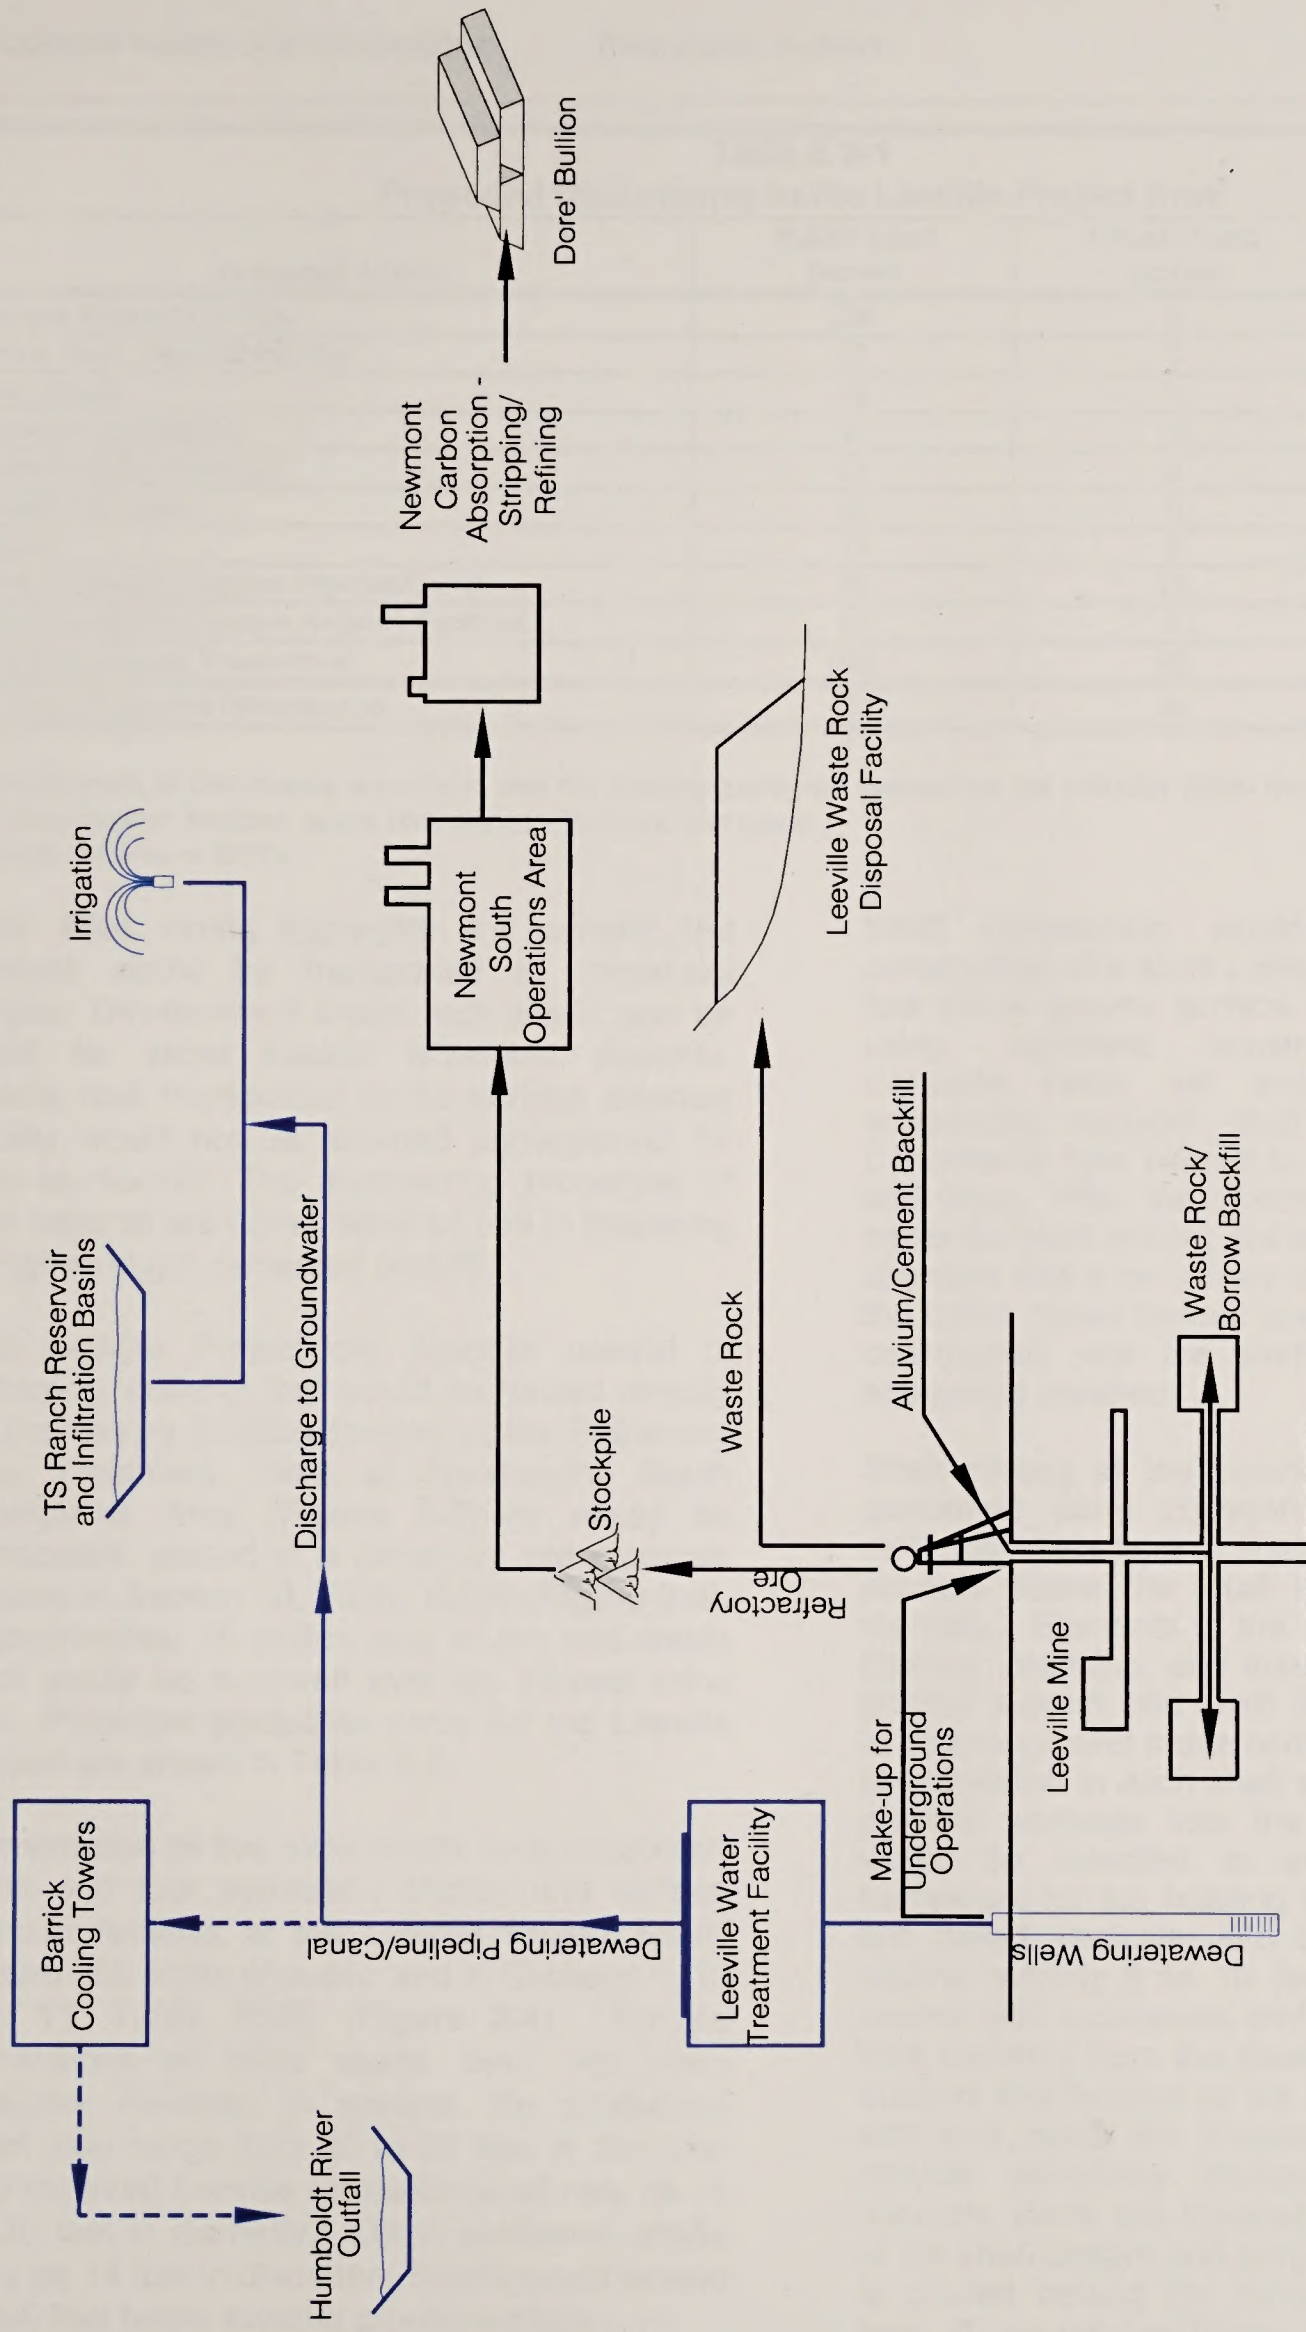 Barrick
Cooling Towers
Humboldt River
Outfall
TS Ranch Reservoir
and Infiltration Basins
Irrigation
Discharge to Groundwater
Dewatering Pipeline/Canal
Leeville Water
Treatment Facility
Dewatering Wells
Make-up for
Underground
Operations
Leeville Mine
Refractory
Ore
Stockpile
Waste Rock
Alluvium/Cement Backfill
Waste Rock/
Borrow Backfill
Leeville Waste Rock
Disposal Facility
Newmont
South
Operations Area
Newmont
Carbon
Absorption -
Stripping/
Refining
Dore' Bullion